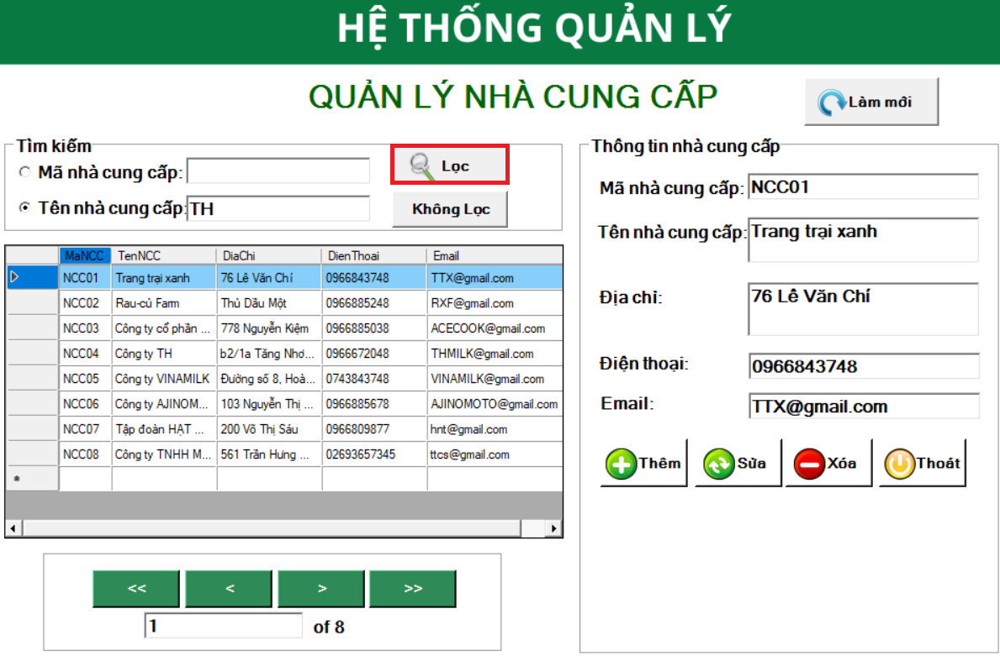 HỆ THỐNG QUẢN LÝ
QUẢN LÝ NHÀ CUNG CẤP
Làm mới
Tìm kiếm
Mã nhà cung cấp:
Lọc
Tên nhà cung cấp: TH
Không Lọc
MaNCC TenNCC DiaChi DienThoai Email
NCC01 Trang trại xanh 76 Lê Văn Chí 0966843748 TTX@gmail.com
NCC02 Rau-củ Farm Thủ Dầu Một 0966885248 RXF@gmail.com
NCC03 Công ty cổ phần ... 778 Nguyễn Kiệm 0966885038 ACECOOK@gmail.com
NCC04 Công ty TH b2/1a Tăng Nhơ... 0966672048 THMILK@gmail.com
NCC05 Công ty VINAMILK Đường số 8, Hoà... 0743843748 VINAMILK@gmail.com
NCC06 Công ty AJINOM... 103 Nguyễn Thị ... 0966885678 AJINOMOTO@gmail.com
NCC07 Tập đoàn HẠT ... 200 Võ Thị Sáu 0966809877 hnt@gmail.com
NCC08 Công ty TNHH M... 561 Trần Hưng ... 02693657345 ttcs@gmail.com
*
<< < > >>
1 of 8
Thông tin nhà cung cấp
Mã nhà cung cấp: NCC01
Tên nhà cung cấp: Trang trại xanh
Địa chỉ: 76 Lê Văn Chí
Điện thoại: 0966843748
Email: TTX@gmail.com
Thêm Sửa Xóa Thoát